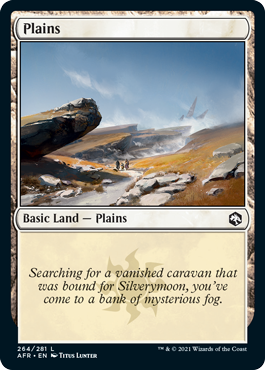 Plains
Basic Land — Plains
Searching for a vanished caravan that
was bound for Silverymoon, you've
come to a bank of mysterious fog.
264/281 L
AFR • EN Titus Lunter
™ & © 2021 Wizards of the Coast